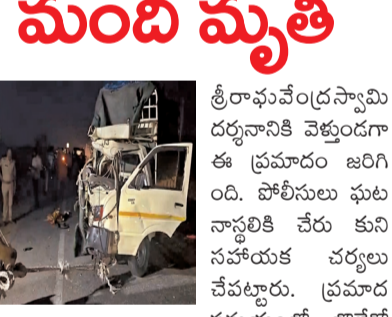 మంది మృతి
శ్రీరాఘవేంద్రస్వామి
దర్శనానికి వెళ్తుండగా
ఈ ప్రమాదం జరిగి
ంది. పోలీసులు ఘట
నాస్థలికి చేరు కుని
సహాయక చర్యలు
చేపట్టారు. ప్రమాద